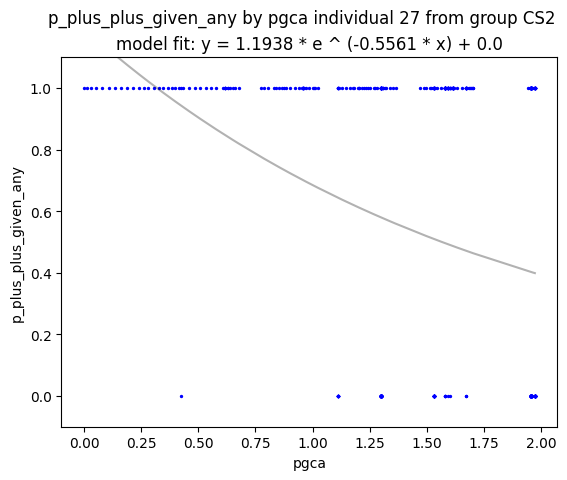 p_plus_plus_given_any by pgca individual 27 from group CS2
model fit: y = 1.1938 * e ^ (-0.5561 * x) + 0.0
p_plus_plus_given_any
1.0
0.8
0.6
0.4
0.2
0.0
0.00 0.25 0.50 0.75 1.00 1.25 1.50 1.75 2.00
pgca